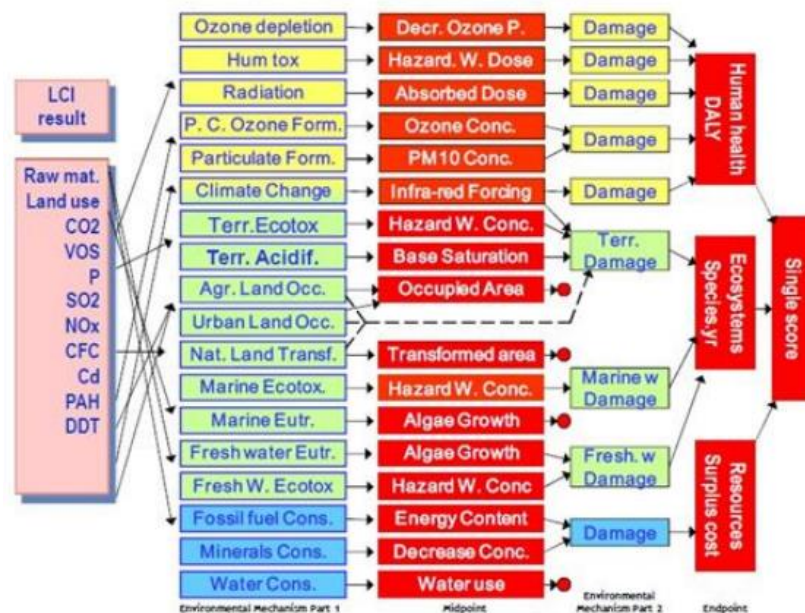 LCI
result
Raw mat.
Land use
CO2
VOS
P
SO2
NOx
CFC
Cd
PAH
DDT
Ozone depletion
Hum tox
Radiation
P. C. Ozone Form.
Particulate Form.
Climate Change
Terr.Ecotox
Terr. Acidif.
Agr. Land Occ.
Urban Land Occ.
Nat. Land Transf.
Marine Ecotox.
Marine Eutr.
Fresh water Eutr.
Fresh W. Ecotox
Fossil fuel Cons.
Minerals Cons.
Water Cons.
Environmental Mechanism Part 1
Decr. Ozone P.
Hazard. W. Dose
Absorbed Dose
Ozone Conc.
PM10 Conc.
Infra-red Forcing
Hazard W. Conc.
Base Saturation
Occupied Area
Transformed area
Hazard W. Conc.
Algae Growth
Algae Growth
Hazard W. Conc
Energy Content
Decrease Conc.
Water use
Midpoint
Damage
Damage
Damage
Damage
Damage
Terr.
Damage
Marine w
Damage
Fresh. w
Damage
Damage
Environmental
Mechanism Part 2
Human health
DALY
Ecosystems
Species.yr
Resources
Surplus cost
Endpoint
Single score